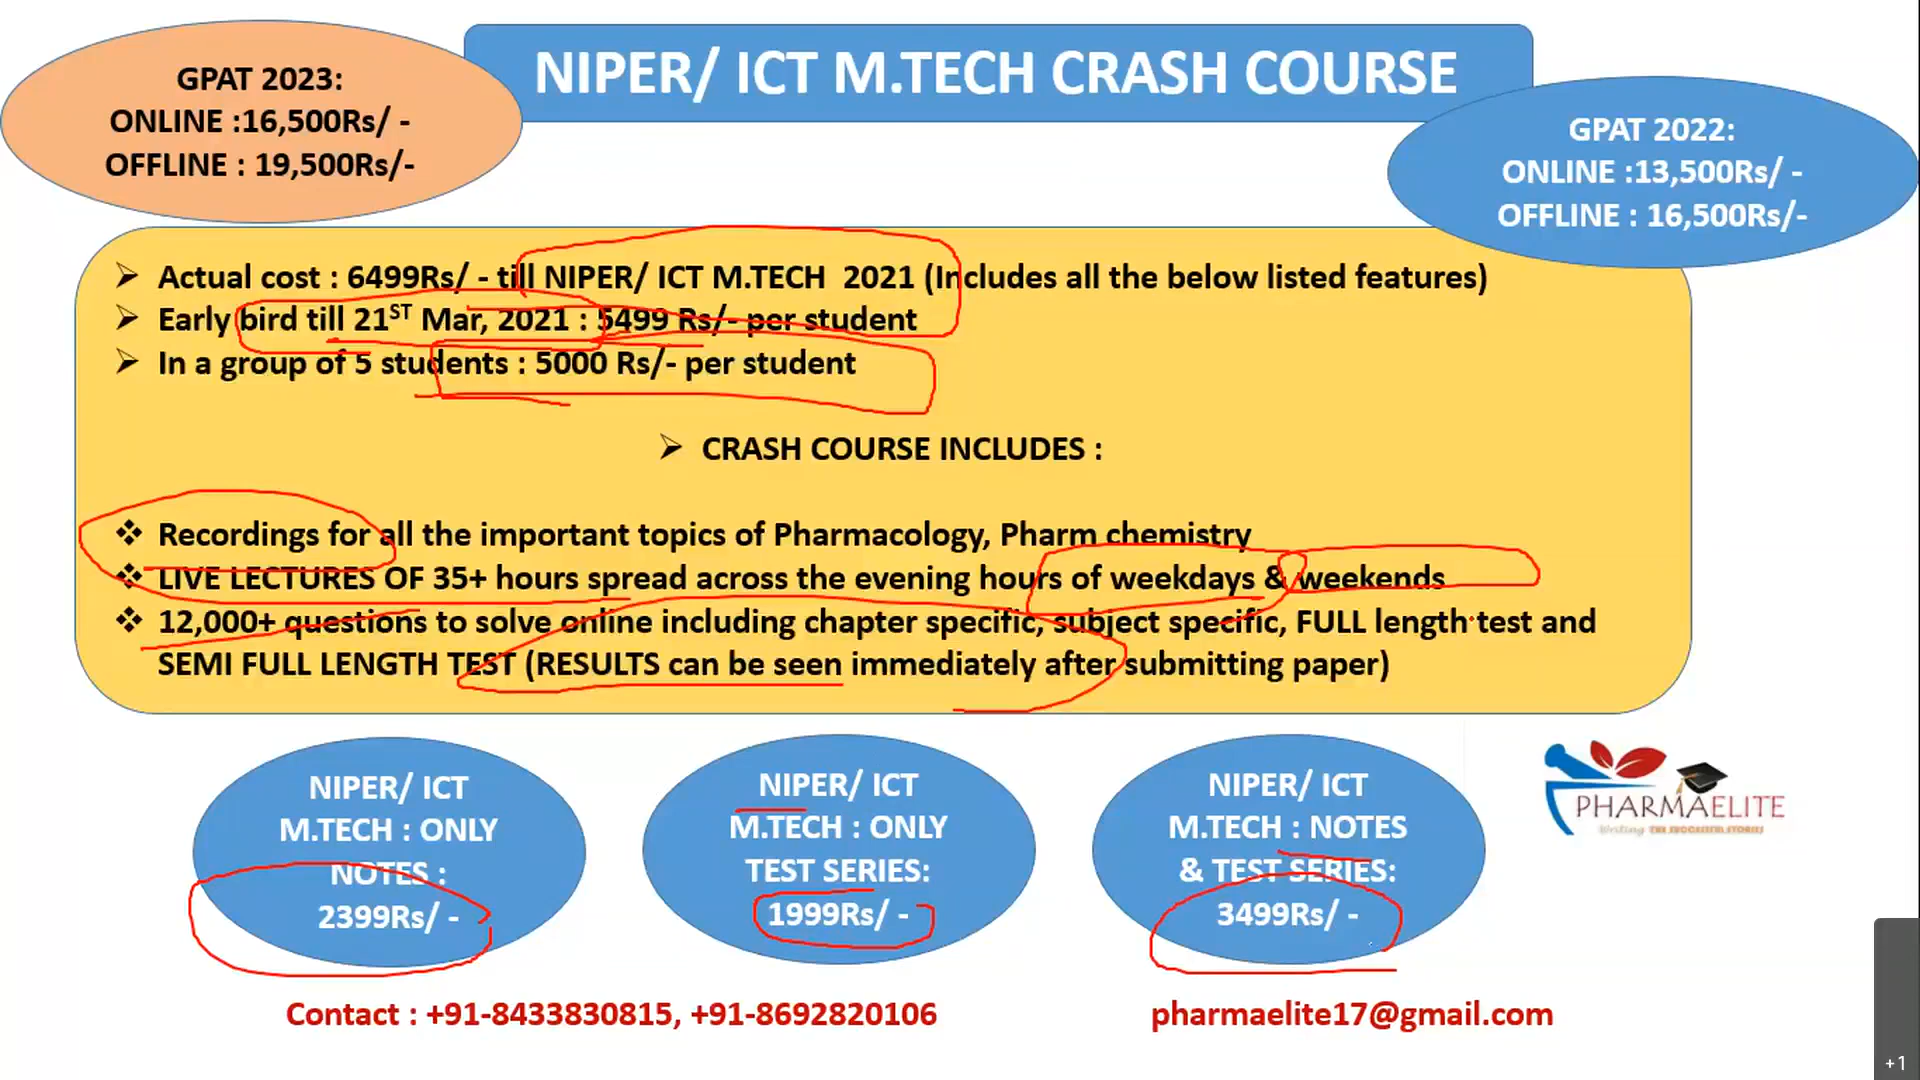 GPAT 2023:
ONLINE :16,500Rs/ -
OFFLINE : 19,500Rs/-
NIPER/ ICT M.TECH CRASH COURSE
GPAT 2022:
ONLINE :13,500Rs/ -
OFFLINE : 16,500Rs/-
Actual cost : 6499Rs/ - till NIPER/ ICT M.TECH 2021 (Includes all the below listed features)
Early bird till 21ST Mar, 2021 : 5499 Rs/- per student
In a group of 5 students : 5000 Rs/- per student
CRASH COURSE INCLUDES :
Recordings for all the important topics of Pharmacology, Pharm chemistry
LIVE LECTURES OF 35+ hours spread across the evening hours of weekdays & weekends
12,000+ questions to solve online including chapter specific, subject specific, FULL length test and
SEMI FULL LENGTH TEST (RESULTS can be seen immediately after submitting paper)
NIPER/ ICT
M.TECH : ONLY
NOTES :
2399Rs/ -
NIPER/ ICT
M.TECH : ONLY
TEST SERIES:
1999Rs/ -
NIPER/ ICT
M.TECH : NOTES
& TEST SERIES:
3499Rs/ -
PHARMAELITE
Writing THE SUCCESSFUL STORIES
Contact : +91-8433830815, +91-8692820106
pharmaelite17@gmail.com
+1